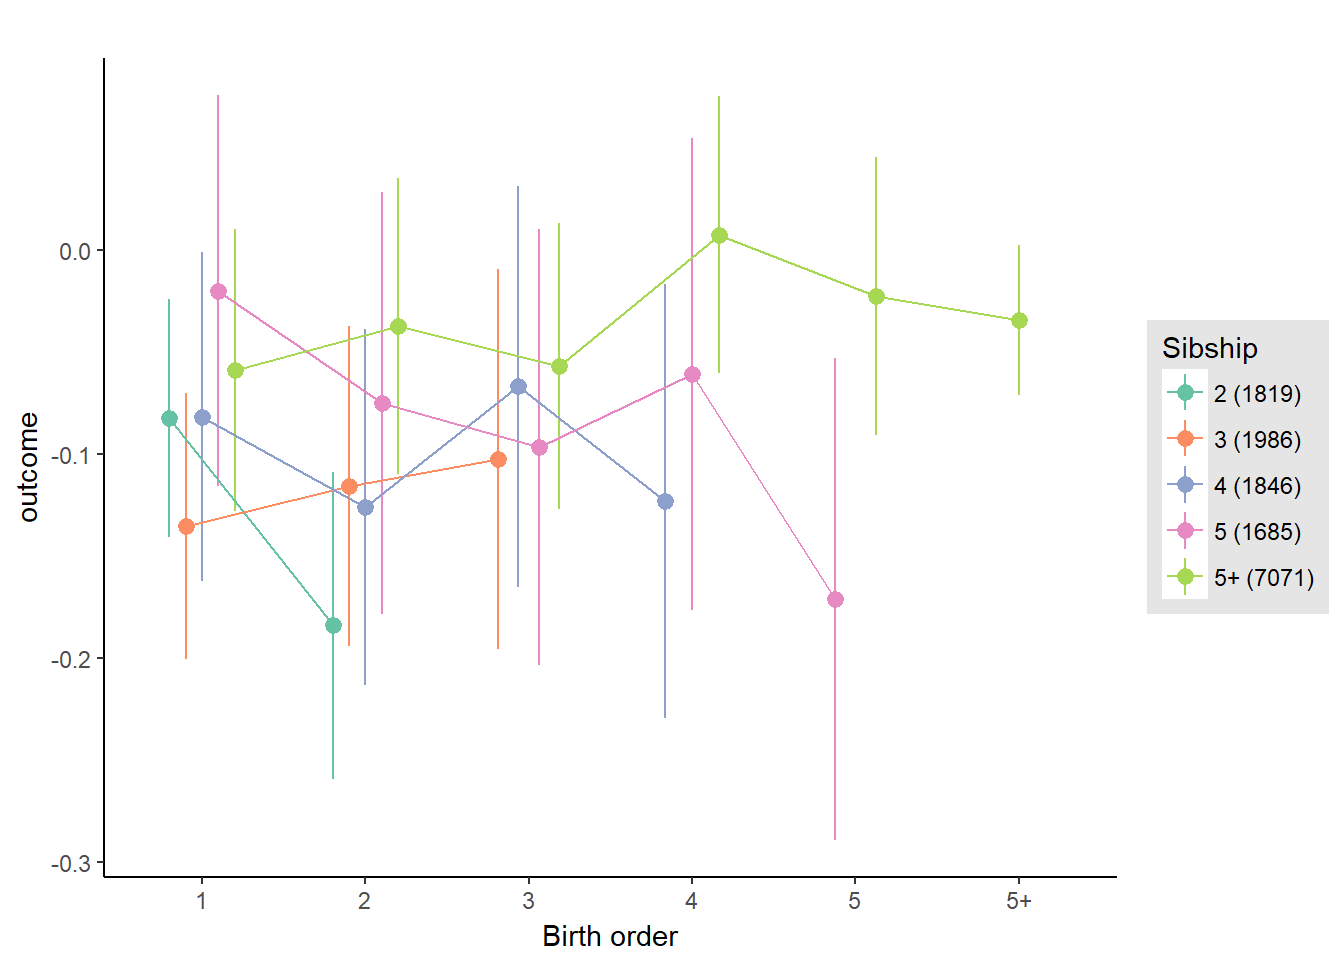 0.0
-0.1
-0.2
-0.3
outcome
1 2 3 4 5 5+
Birth order
Sibship
2 (1819)
3 (1986)
4 (1846)
5 (1685)
5+ (7071)